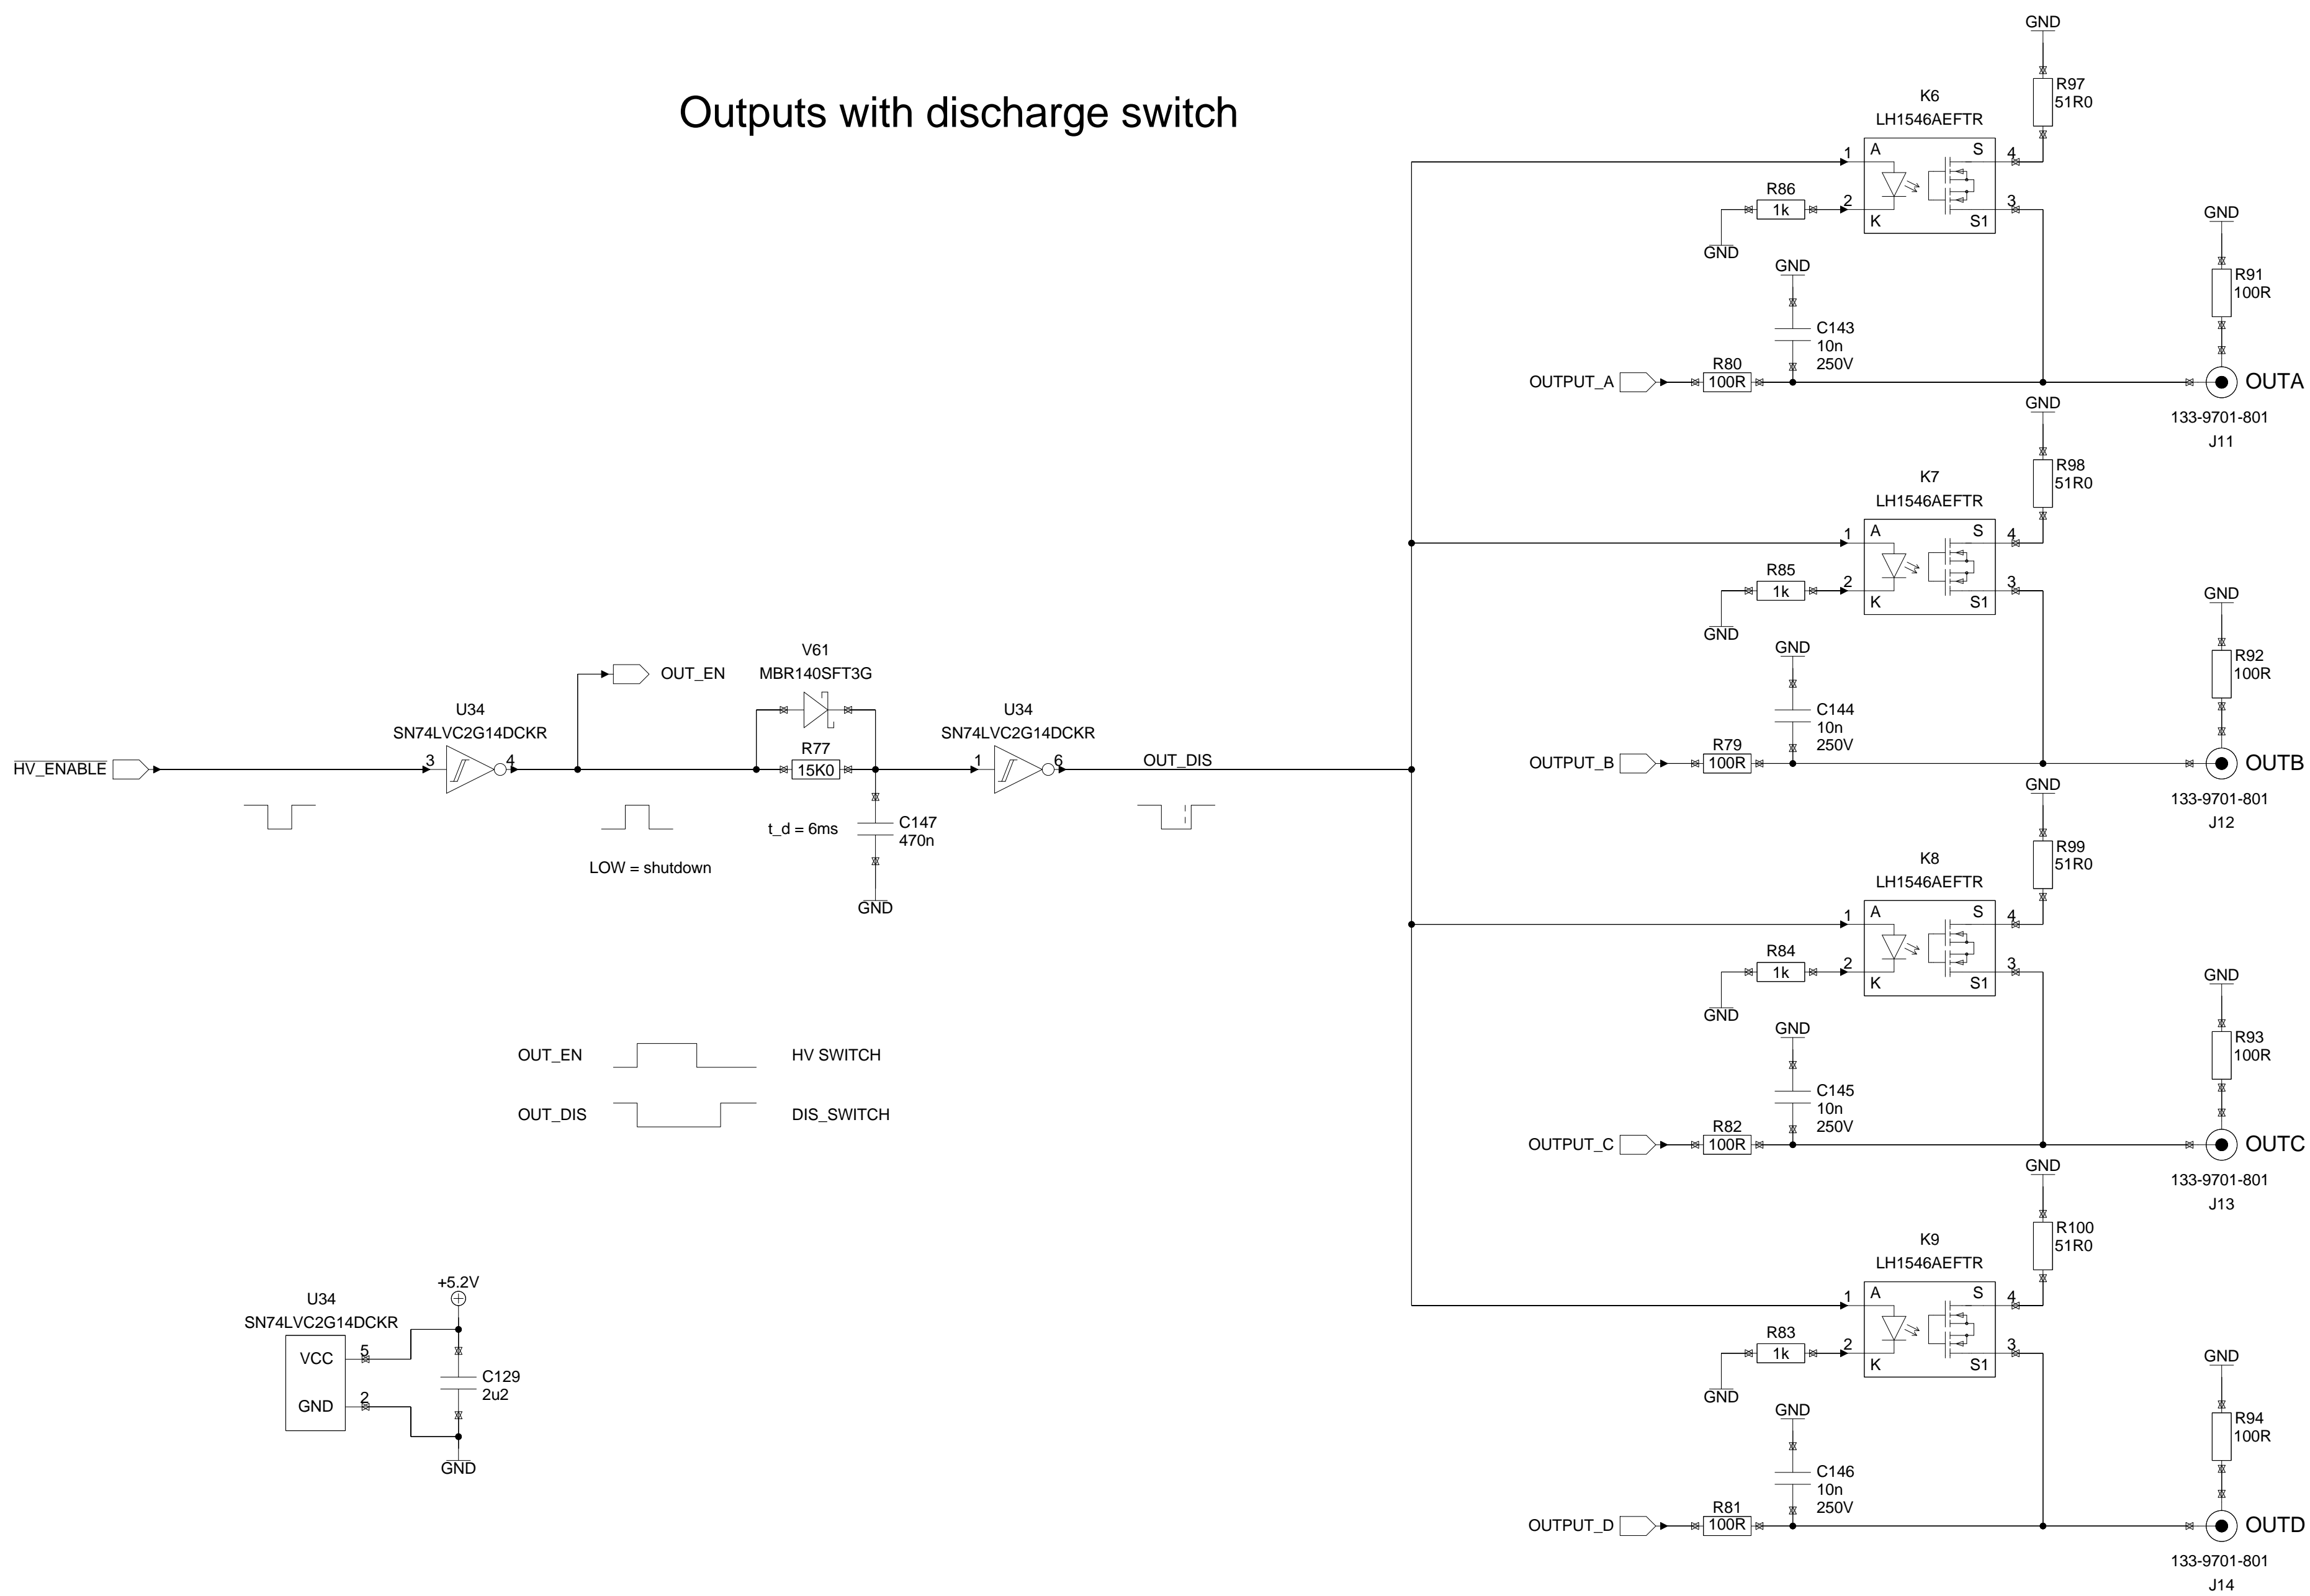 Outputs with discharge switch
GND
R97
51R0
K6
LH1546AEFTR
1
A
S
4
R86
1k
2
K
S1
3
GND
GND
R91
100R
GND
C143
10n
250V
OUTPUT_A
R80
100R
OUTA
133-9701-801
J11
GND
R98
51R0
K7
LH1546AEFTR
1
A
S
4
R85
1k
2
K
S1
3
GND
GND
R92
100R
GND
C144
10n
250V
OUTPUT_B
R79
100R
OUTB
133-9701-801
J12
HV_ENABLE
U34
SN74LVC2G14DCKR
3
4
OUT_EN
LOW = shutdown
V61
MBR140SFT3G
R77
15K0
t_d = 6ms
C147
470n
GND
U34
SN74LVC2G14DCKR
1
6
OUT_DIS
GND
R99
51R0
K8
LH1546AEFTR
1
A
S
4
R84
1k
2
K
S1
3
GND
GND
R93
100R
GND
C145
10n
250V
OUTPUT_C
R82
100R
OUTC
133-9701-801
J13
OUT_EN
HV SWITCH
OUT_DIS
DIS_SWITCH
GND
R100
51R0
K9
LH1546AEFTR
1
A
S
4
R83
1k
2
K
S1
3
GND
GND
R94
100R
GND
C146
10n
250V
OUTPUT_D
R81
100R
OUTD
133-9701-801
J14
+5.2V
U34
SN74LVC2G14DCKR
VCC
5
GND
2
C129
2u2
GND